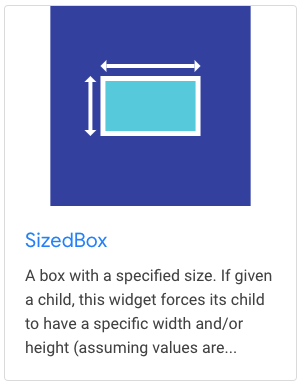 SizedBox
A box with a specified size. If given
a child, this widget forces its child
to have a specific width and/or
height (assuming values are...